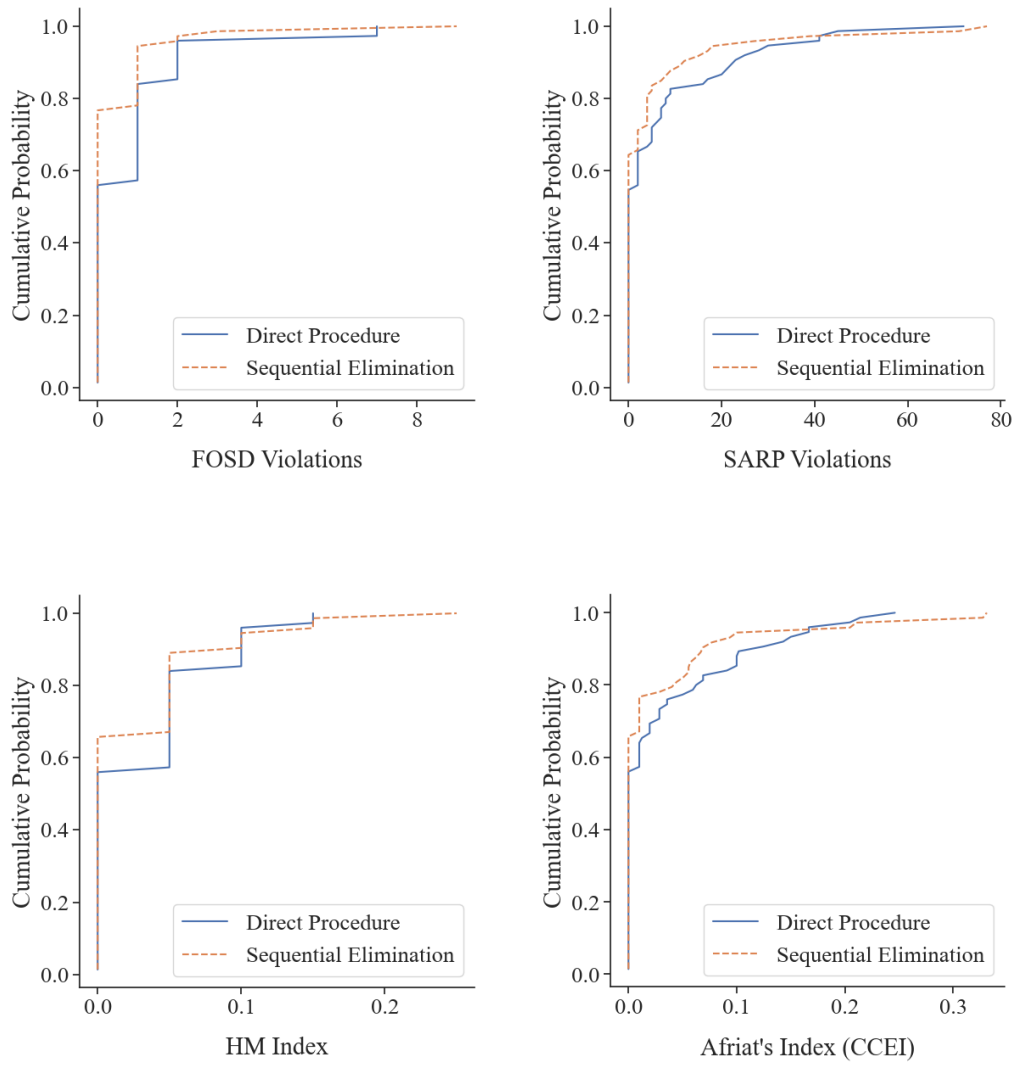 1.0
0.8
0.6
0.4
0.2
0.0
Cumulative Probability
Direct Procedure
Sequential Elimination
0 2 4 6 8
FOSD Violations
1.0
0.8
0.6
0.4
0.2
0.0
Cumulative Probability
Direct Procedure
Sequential Elimination
0 20 40 60 80
SARP Violations
1.0
0.8
0.6
0.4
0.2
0.0
Cumulative Probability
Direct Procedure
Sequential Elimination
0.0 0.1 0.2
HM Index
1.0
0.8
0.6
0.4
0.2
0.0
Cumulative Probability
Direct Procedure
Sequential Elimination
0.0 0.1 0.2 0.3
Afriat's Index (CCEI)